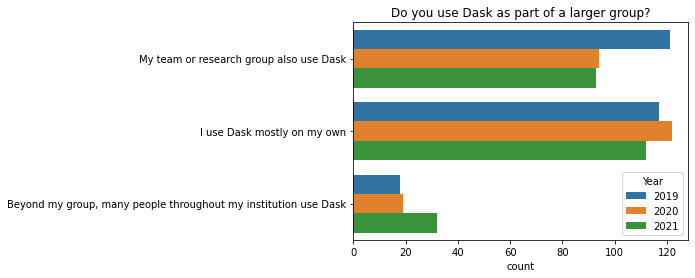 Do you use Dask as part of a larger group?
My team or research group also use Dask
I use Dask mostly on my own
Beyond my group, many people throughout my institution use Dask
Year
2019
2020
2021
0 20 40 60 80 100 120
count